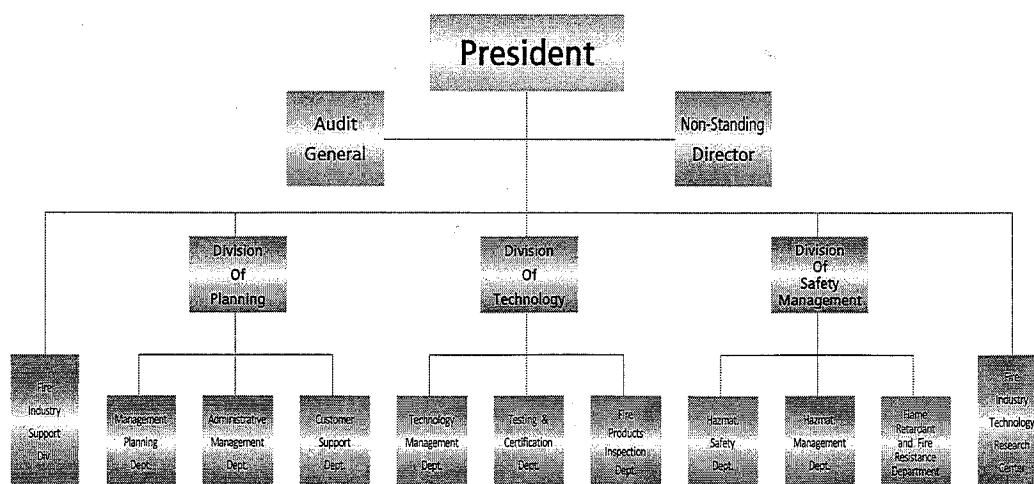 President
Audit
General
Non-Standing
Director
Division
Of
Planning
Division
Of
Technology
Division
Of
Safety
Management
Fire
Industry
Support
Div.
Management
Planning
Dept.
Administrative
Management
Dept.
Customer
Support
Dept.
Technology
Management
Dept.
Testing &
Certification
Dept.
Fire
Products
Inspection
Dept.
Hazmat.
Safety
Dept.
Hazmat.
Management
Dept.
Flame
Retardant
and Fire
Resistance
Department
Fire
Industry
Technology
Research
Center